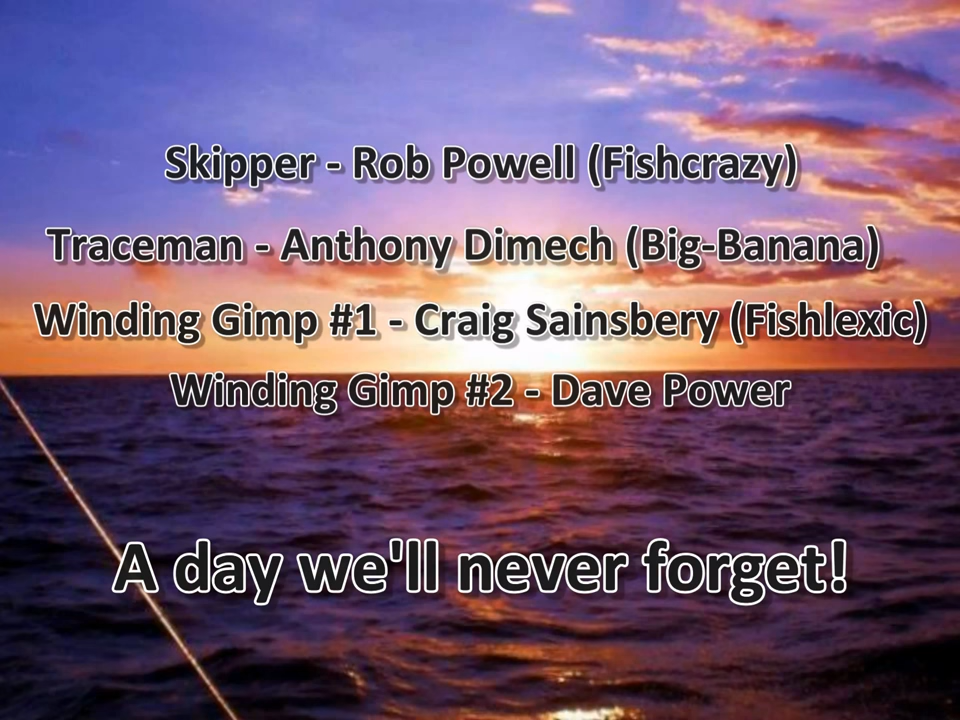 Skipper - Rob Powell (Fishcrazy)
Traceman - Anthony Dimech (Big-Banana)
Winding Gimp #1 - Craig Sainsbery (Fishlexic)
Winding Gimp #2 - Dave Power
A day we'll never forget!